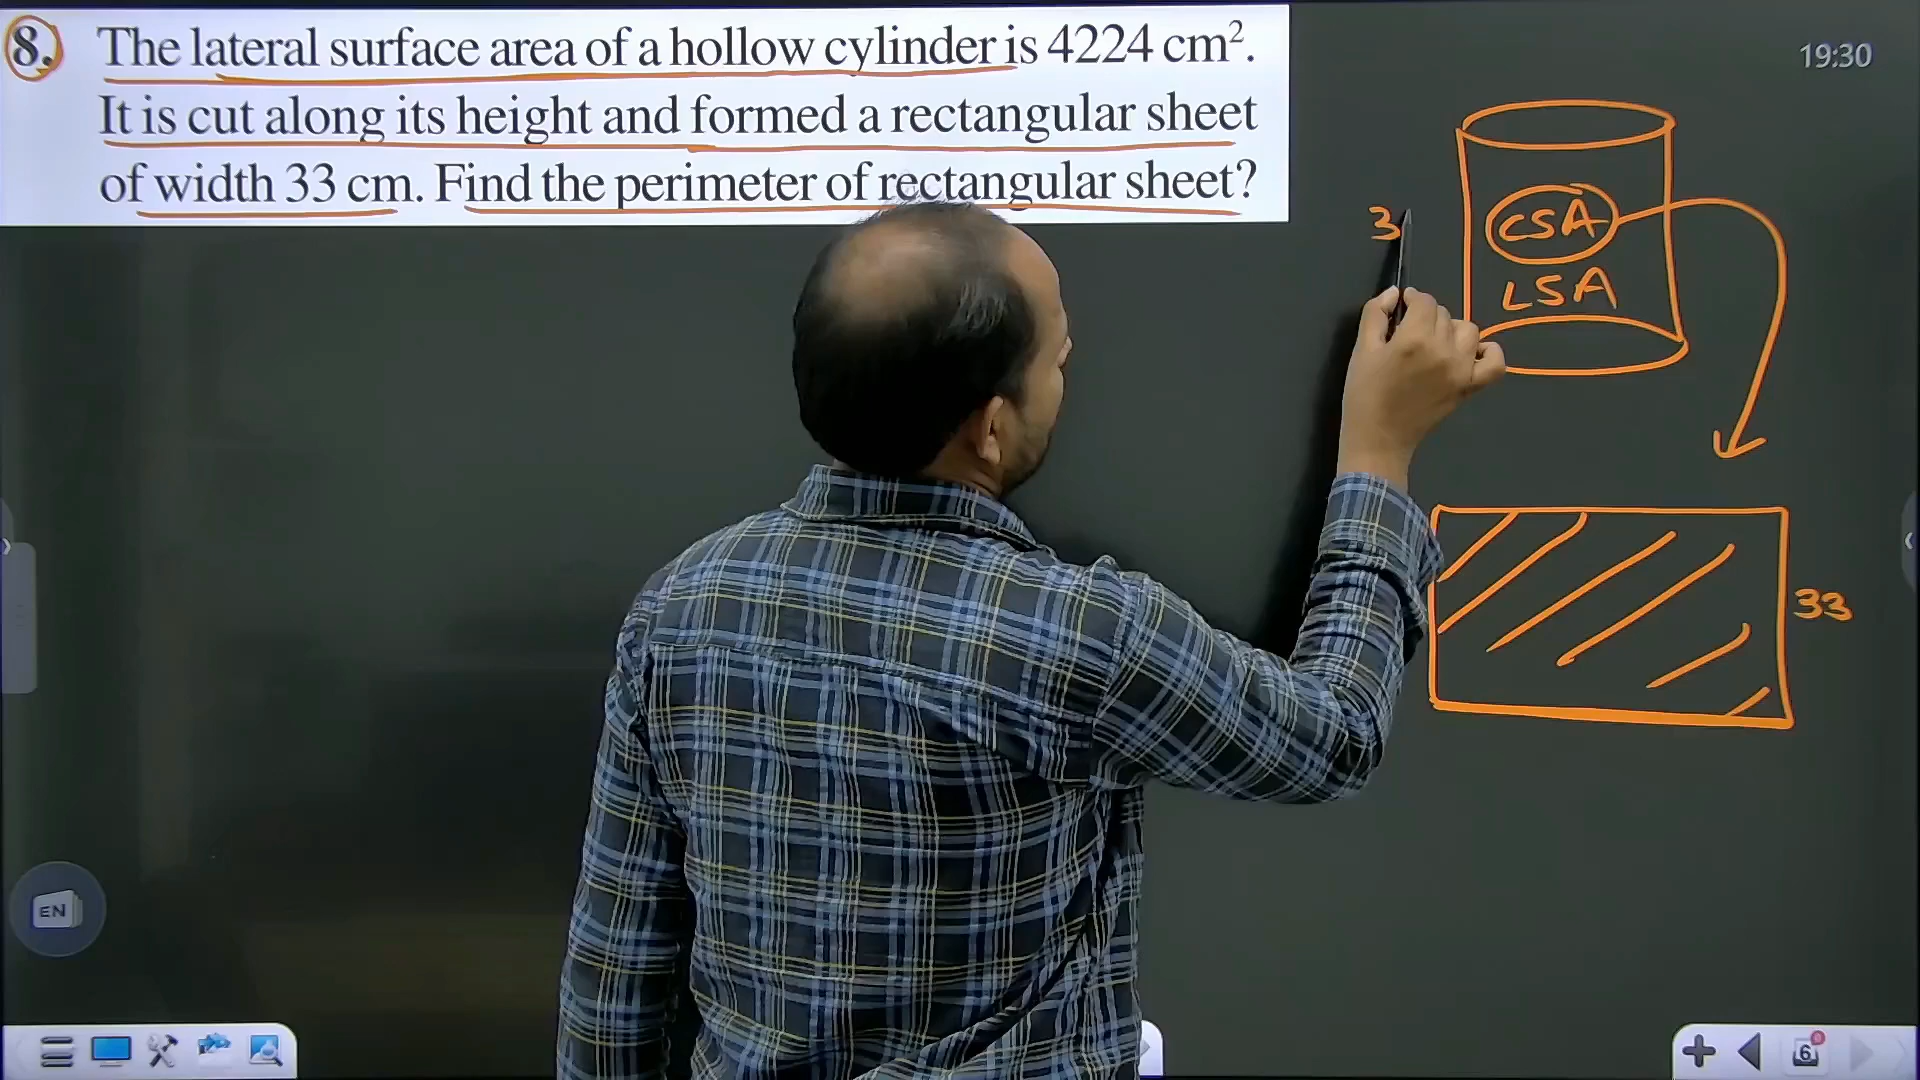 8. The lateral surface area of a hollow cylinder is 4224 cm².
It is cut along its height and formed a rectangular sheet
of width 33 cm. Find the perimeter of rectangular sheet?
19:30
3
CSA
LSA
33
EN
6